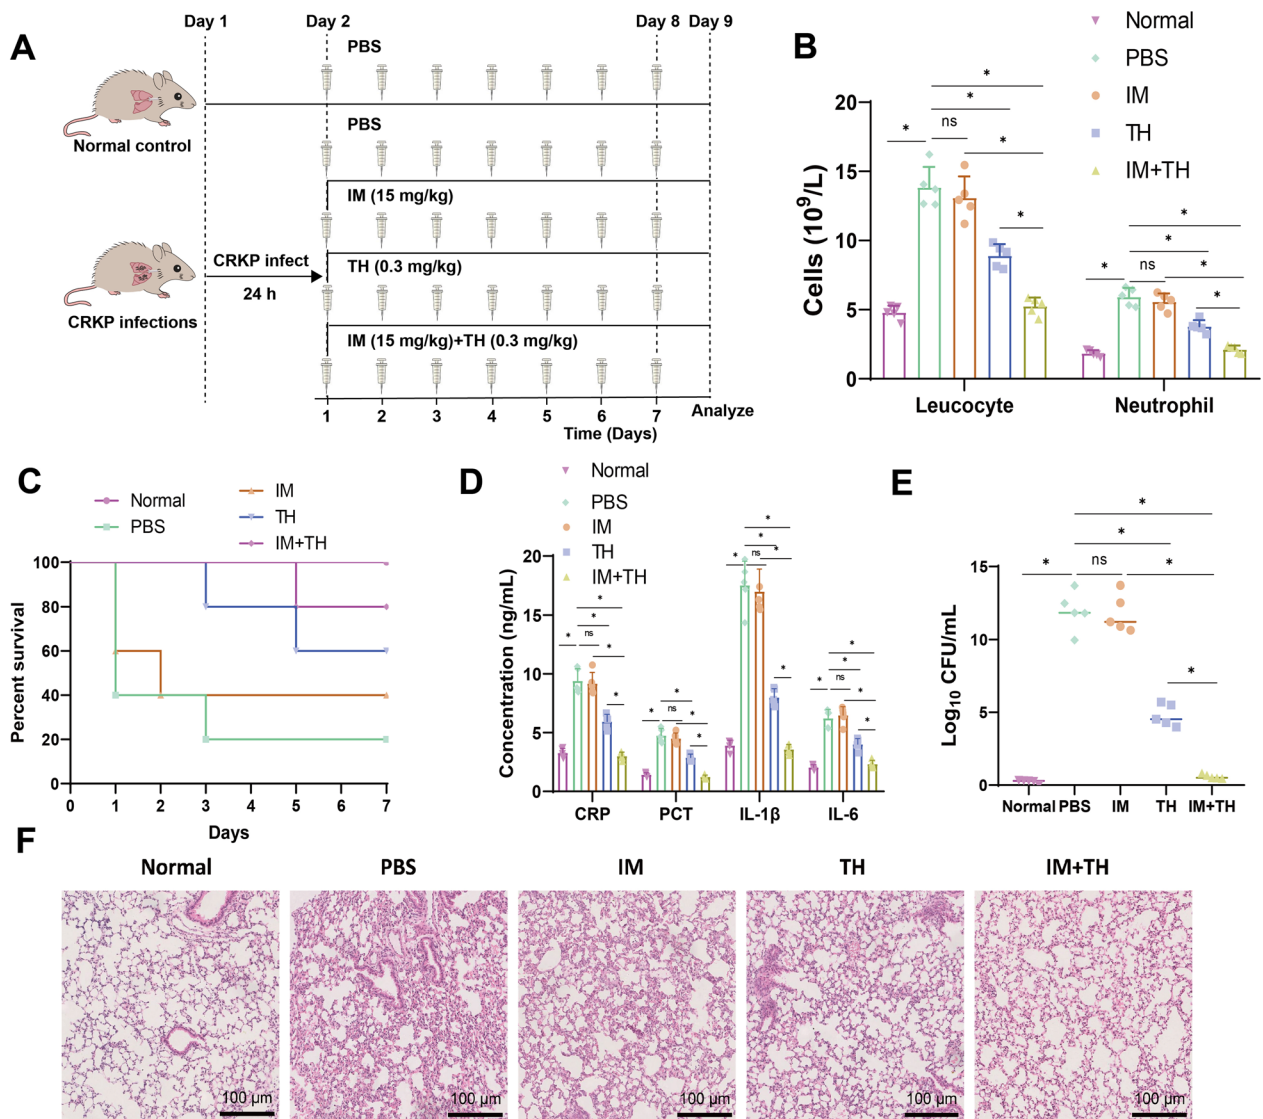 A
Day 1
Day 2
Day 8
Day 9
PBS
Normal control
PBS
IM (15 mg/kg)
CRKP infect
24 h
TH (0.3 mg/kg)
CRKP infections
IM (15 mg/kg)+TH (0.3 mg/kg)
1 2 3 4 5 6 7
Analyze
Time (Days)
B
Normal
PBS
IM
TH
IM+TH
Cells (10⁹/L)
20
15
10
5
0
* * * ns * *
* * * ns * *
Leucocyte
Neutrophil
C
Normal
PBS
IM
TH
IM+TH
Percent survival
100
80
60
40
20
0
0 1 2 3 4 5 6 7
Days
D
Normal
PBS
IM
TH
IM+TH
Concentration (ng/mL)
20
15
10
5
0
* * * ns * *
* * ns * *
* * * ns * *
* * * ns * *
CRP
PCT
IL-1β
IL-6
E
Log₁₀ CFU/mL
15
10
5
0
* * * ns * *
Normal PBS IM TH IM+TH
F
Normal
PBS
IM
TH
IM+TH
100 μm
100 μm
100 μm
100 μm
100 μm